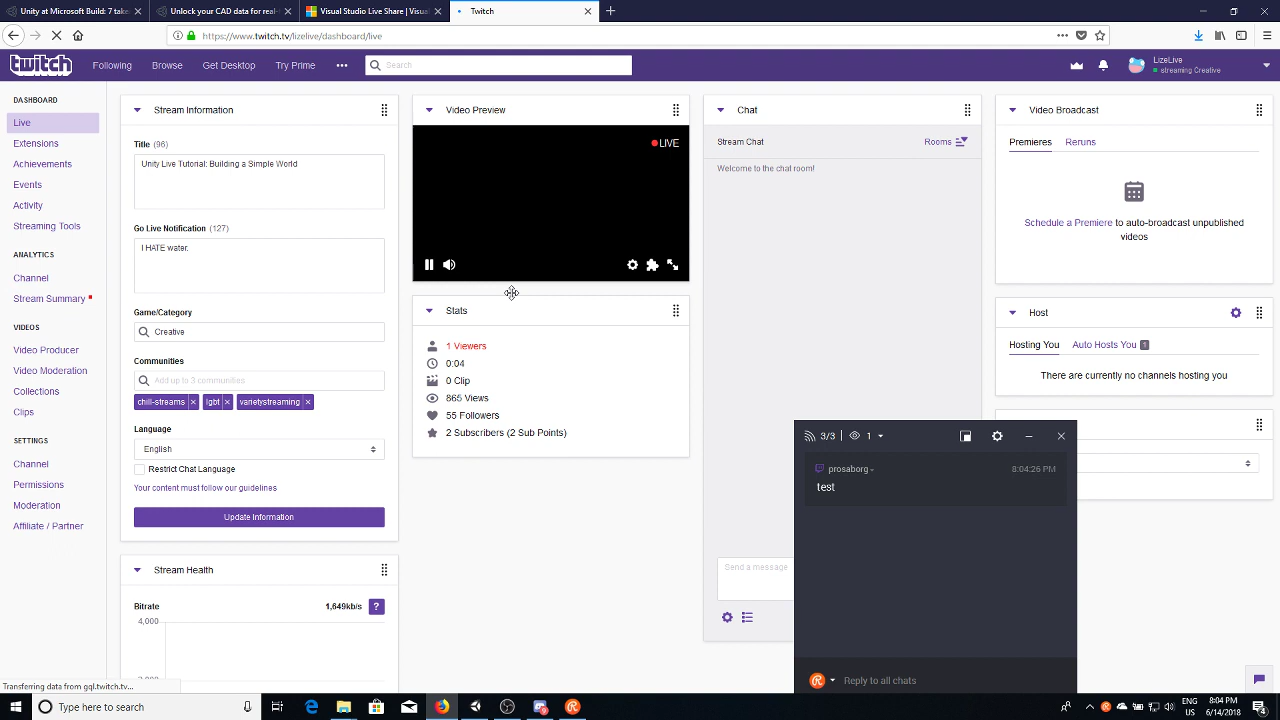 Unity at Microsoft Build: 7 take
Unlock your CAD data for real-
Visual Studio Live Share | Visua
Twitch
https://www.twitch.tv/lizelive/dashboard/live
twitch
Following
Browse
Get Desktop
Try Prime
Search
LizeLive
streaming Creative
DASHBOARD
Live
Extensions
Achievements
Events
Activity
Streaming Tools
ANALYTICS
Channel
Stream Summary
VIDEOS
Video Producer
Video Moderation
Collections
Clips
SETTINGS
Channel
Permissions
Moderation
Affiliate / Partner
Stream Information
Title (96)
Unity Live Tutorial: Building a Simple World
Go Live Notification (127)
I HATE water.
Game/Category
Creative
Communities
Add up to 3 communities
chill-streams
lgbt
varietystreaming
Language
English
Restrict Chat Language
Your content must follow our guidelines
Update Information
Stream Health
Bitrate
1,649kb/s
?
4,000
Video Preview
LIVE
Stats
1 Viewers
0:04
0 Clip
865 Views
55 Followers
2 Subscribers (2 Sub Points)
Chat
Stream Chat
Rooms
Welcome to the chat room!
Send a message
Video Broadcast
Premieres
Reruns
Schedule a Premiere to auto-broadcast unpublished
videos
Host
Hosting You
Auto Hosts You 1
There are currently no channels hosting you
3/3
1
prosaborg
8:04:26 PM
test
Reply to all chats
Transferring data from gql.twitch.tv...
Type here to search
ENG
US
8:04 PM
6/14/2018